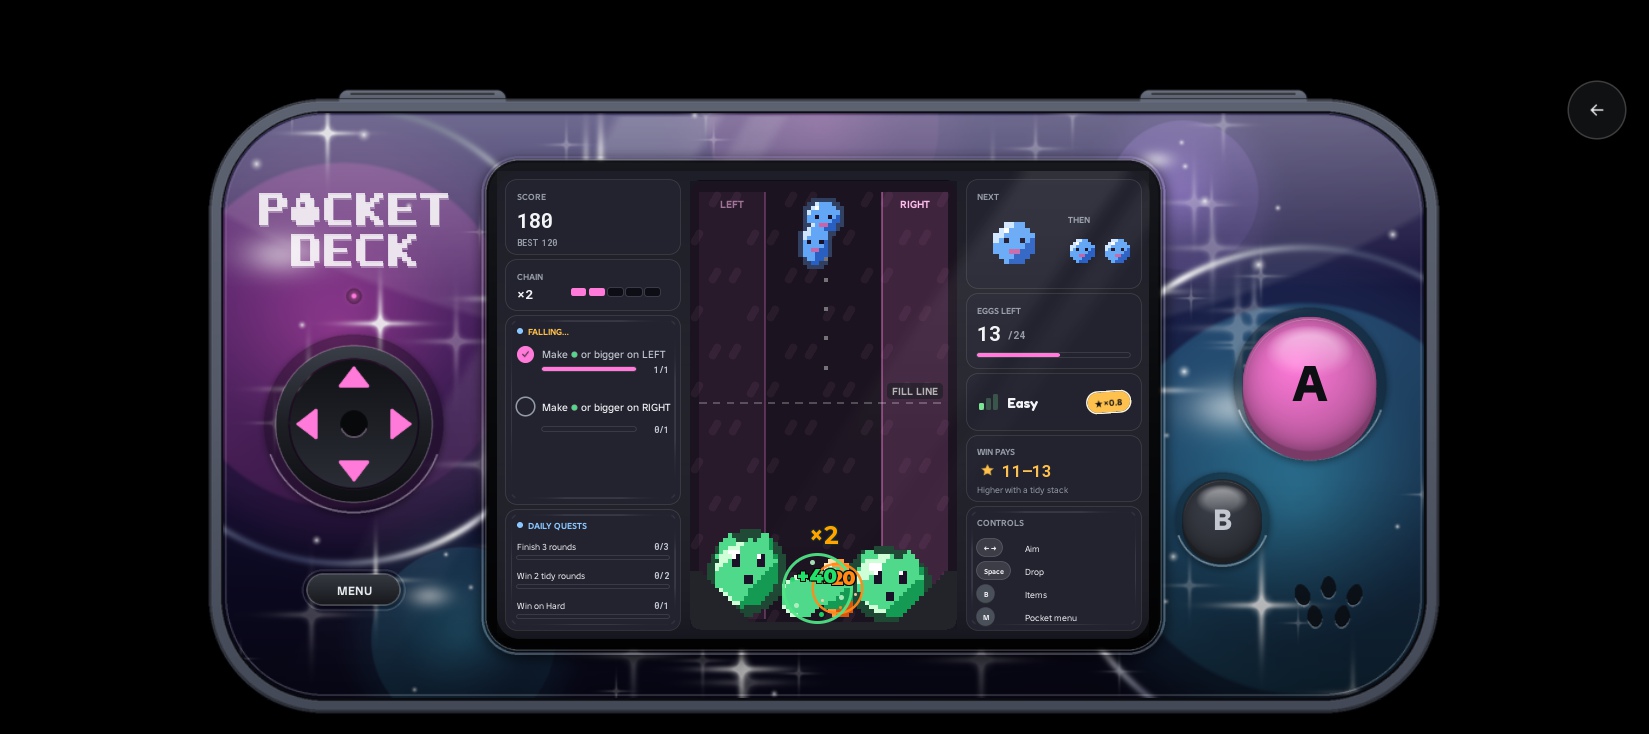 POCKET
DECK
MENU
SCORE
180
BEST 120
CHAIN
×2
FALLING...
Make ● or bigger on LEFT
1/1
Make ● or bigger on RIGHT
0/1
DAILY QUESTS
Finish 3 rounds 0/3
Win 2 tidy rounds 0/2
Win on Hard 0/1
LEFT
RIGHT
FILL LINE
×2
+40
20
NEXT
THEN
EGGS LEFT
13 /24
Easy ★×0.8
WIN PAYS
★ 11–13
Higher with a tidy stack
CONTROLS
←→ Aim
Space Drop
B Items
M Pocket menu
A
B